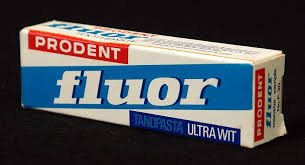 PRODENT
fluor
TANDPASTA ULTRA WIT
PRODENT
fluor